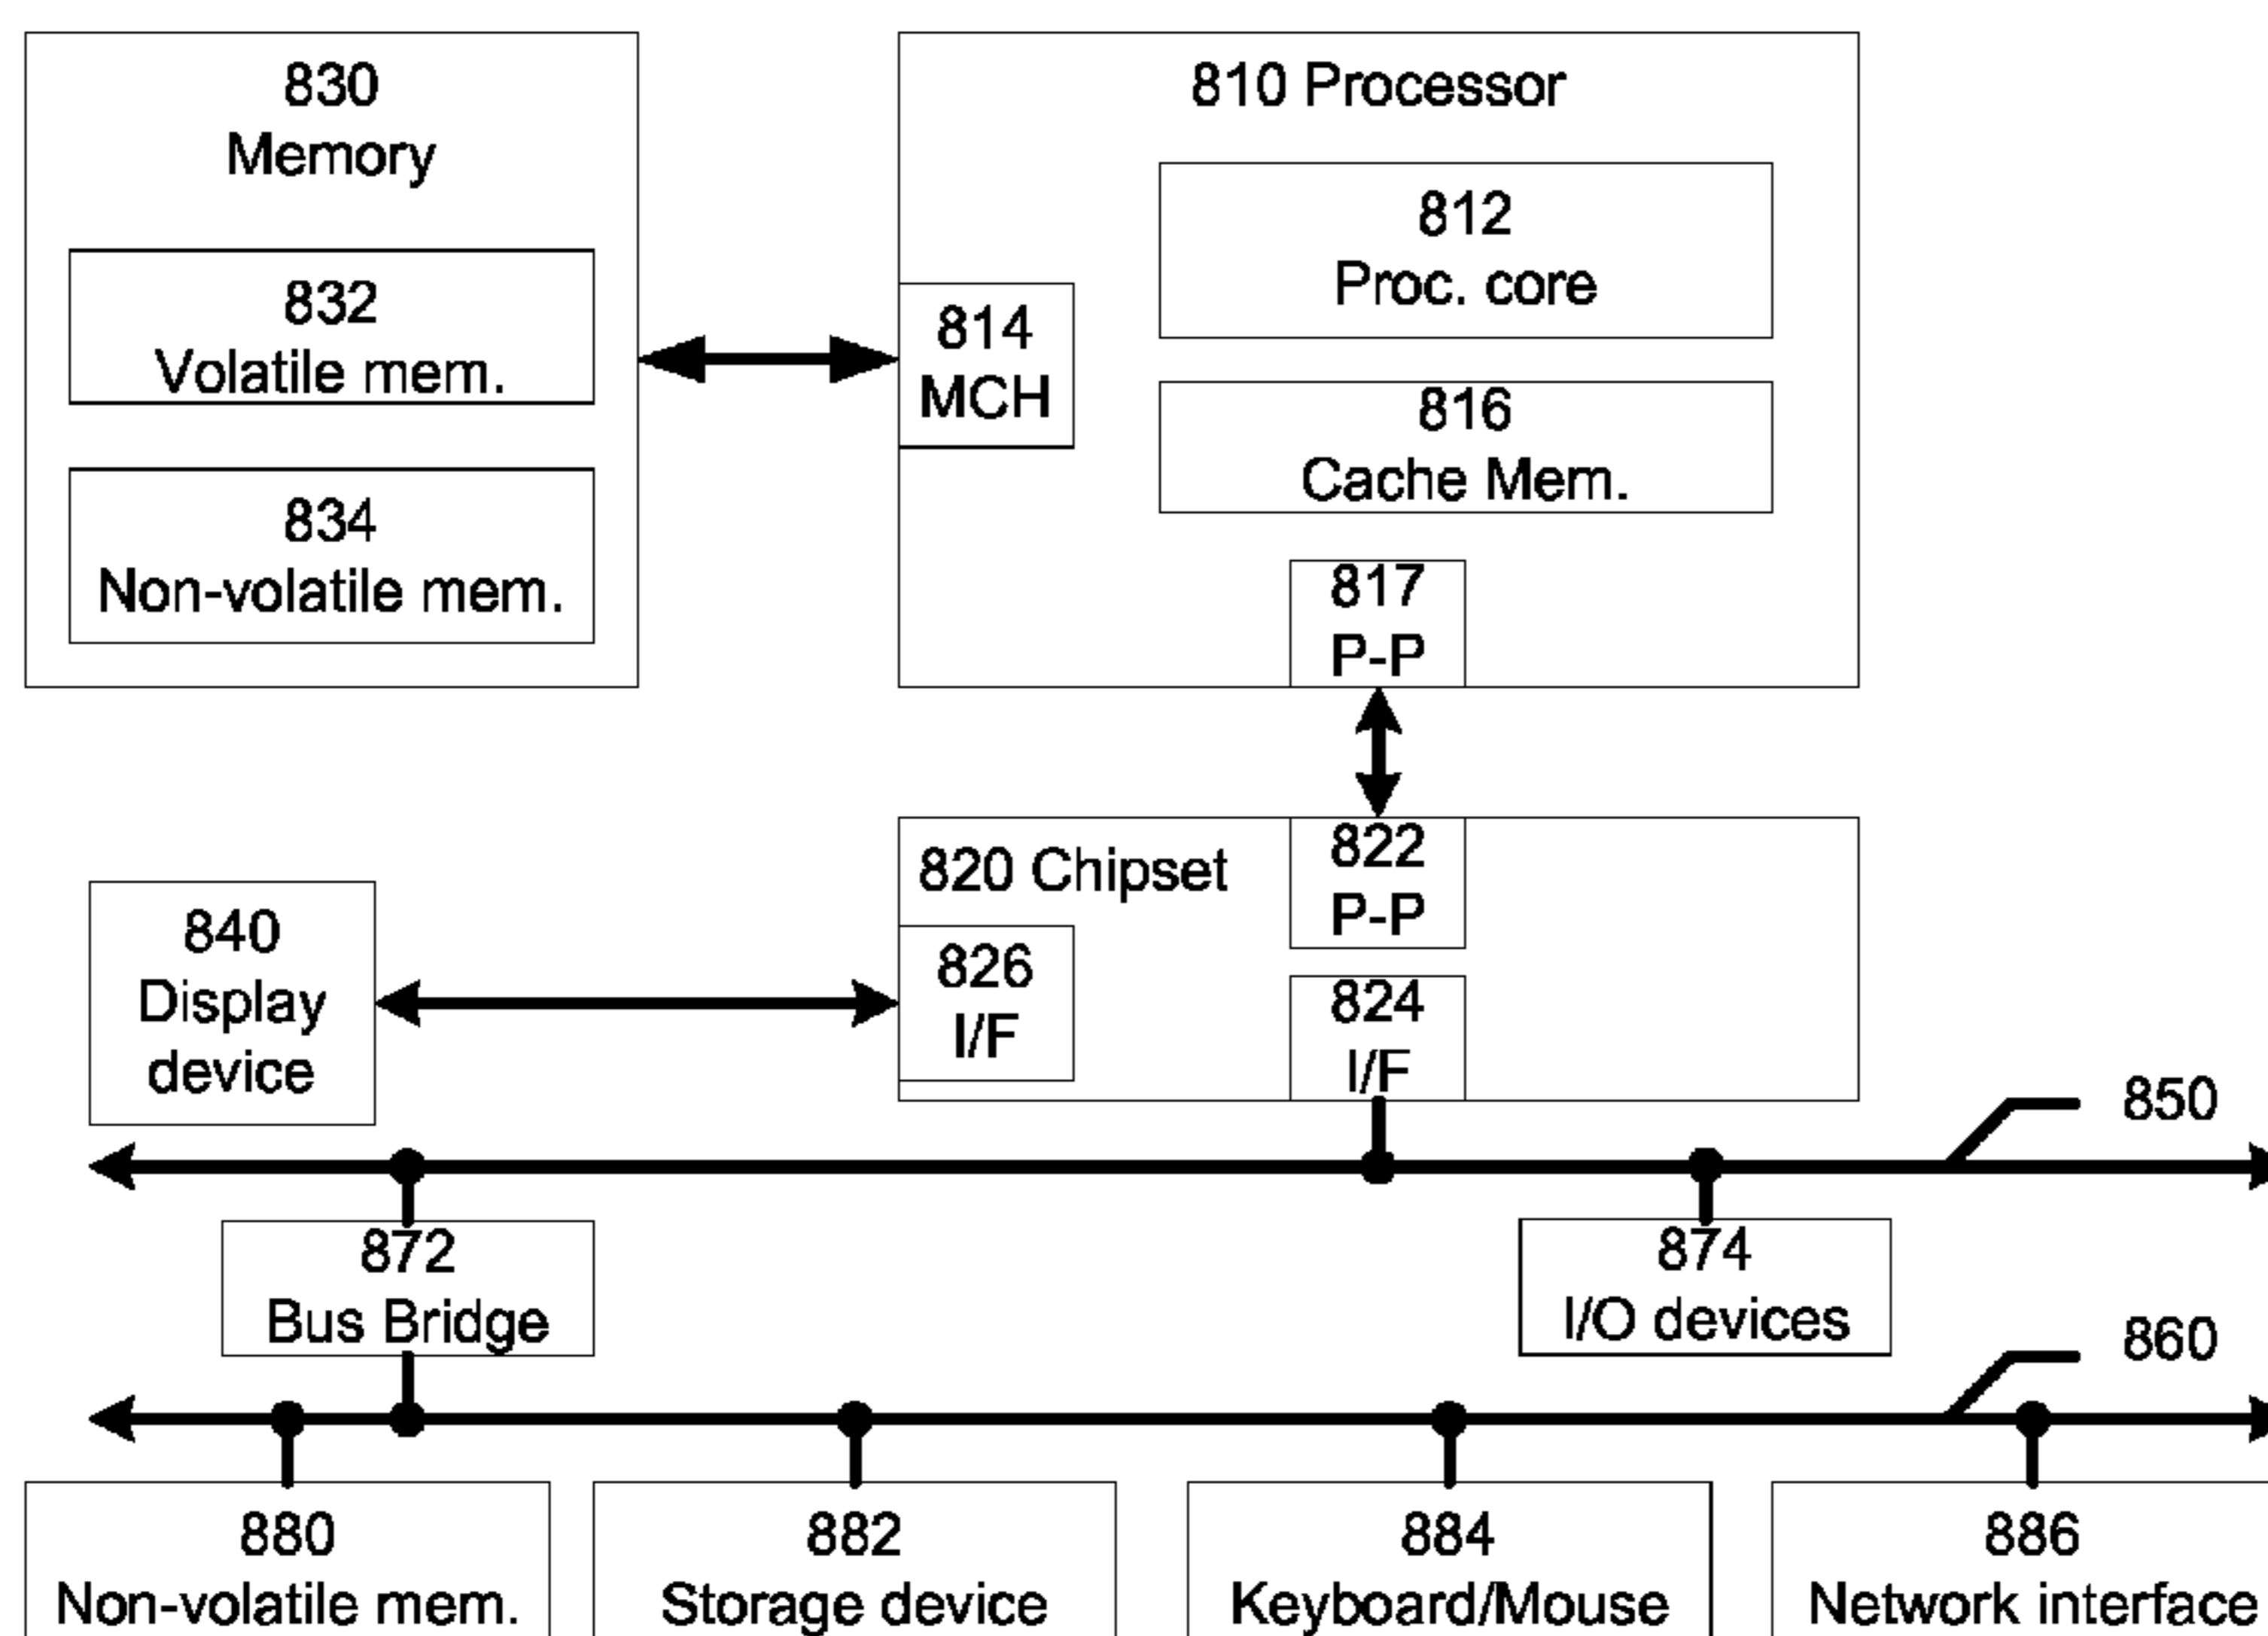 830
Memory
832
Volatile mem.
834
Non-volatile mem.
810 Processor
812
Proc. core
814
MCH
816
Cache Mem.
817
P-P
820 Chipset
822
P-P
826
I/F
824
I/F
840
Display
device
850
872
Bus Bridge
874
I/O devices
860
880
Non-volatile mem.
882
Storage device
884
Keyboard/Mouse
886
Network interface